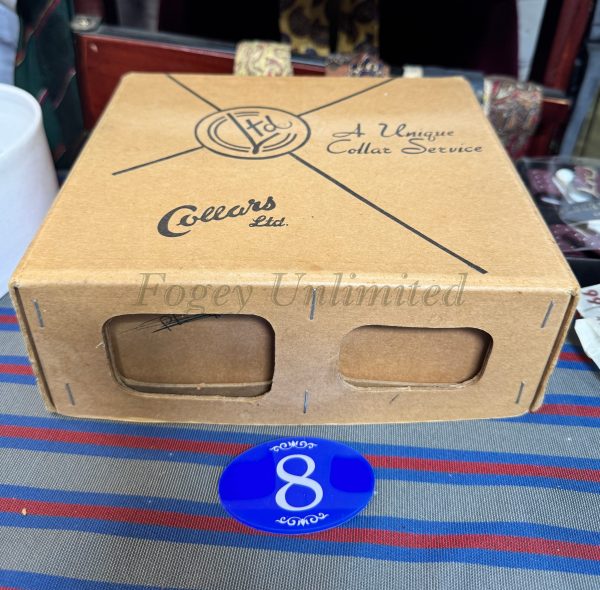 Ltd
A Unique
Collar Service
Collars
Ltd.
Fogey Unlimited
8